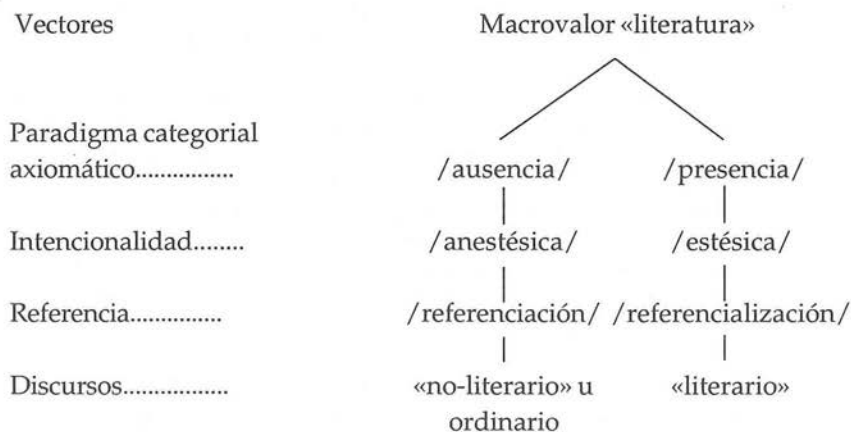 Vectores Macrovalor «literatura»
Paradigma categorial
axiomático................ /ausencia/ /presencia/
Intencionalidad........ /anestésica/ /estésica/
Referencia............... /referenciación/ /referencialización/
Discursos.................. «no-literario» u «literario»
ordinario